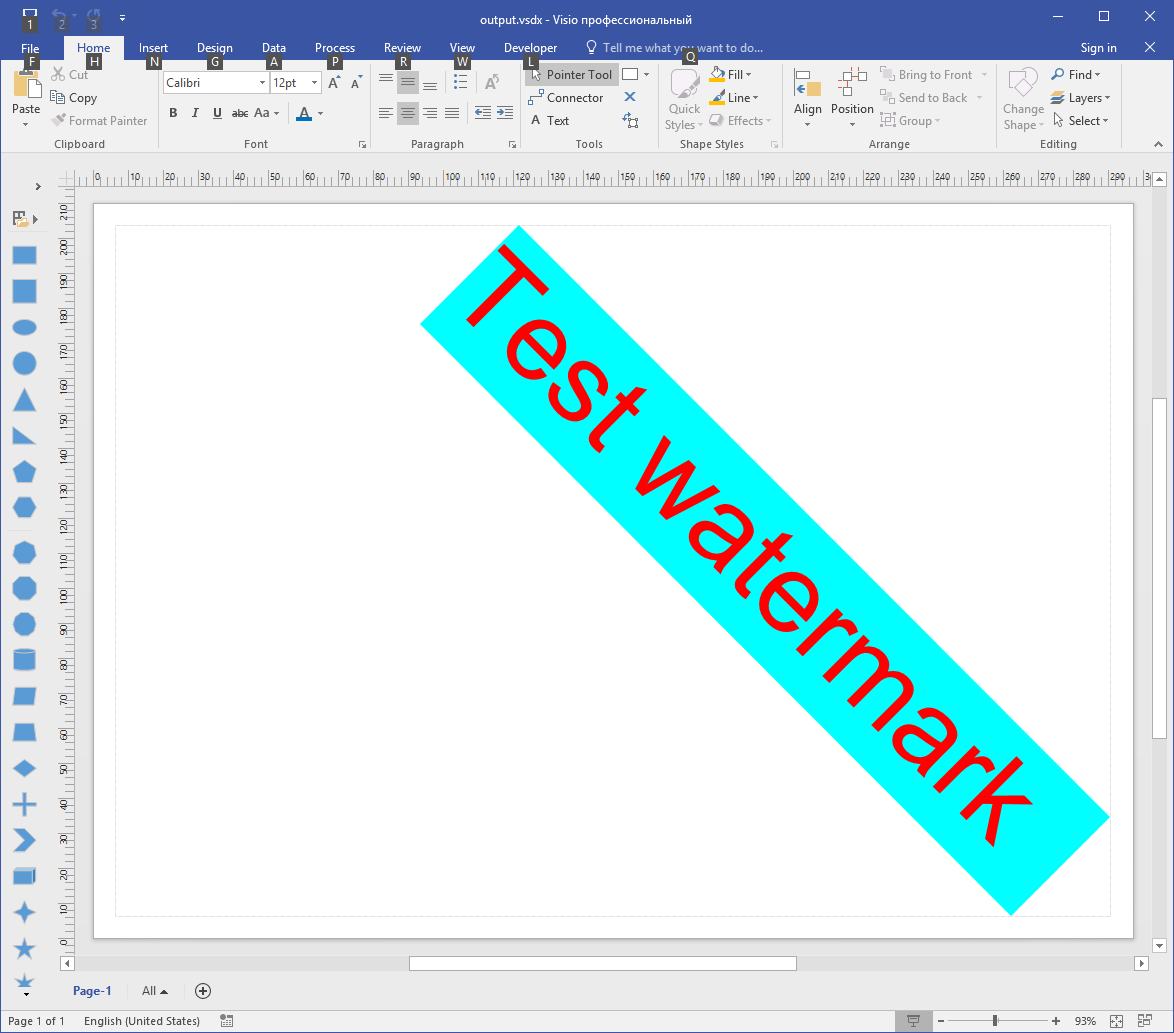 1 2 3
output.vsdx - Visio профессиональный
File Home Insert Design Data Process Review View Developer Tell me what you want to do... Sign in
F H N G A P R W L Q
Paste
Cut
Copy
Format Painter
Clipboard
Calibri 12pt A A
B I U abc Aa A
Font
A
Paragraph
Pointer Tool
Connector
A Text
Tools
Quick Styles
Fill
Line
Effects
Shape Styles
Align
Position
Bring to Front
Send to Back
Group
Arrange
Change Shape
Find
Layers
Select
Editing
0 10 20 30 40 50 60 70 80 90 100 110 120 130 140 150 160 170 180 190 200 210 220 230 240 250 260 270 280 290
210
200
190
180
170
160
150
140
130
120
110
100
90
80
70
60
50
40
30
20
10
0
Test watermark
Page-1 All
Page 1 of 1 English (United States) 93%